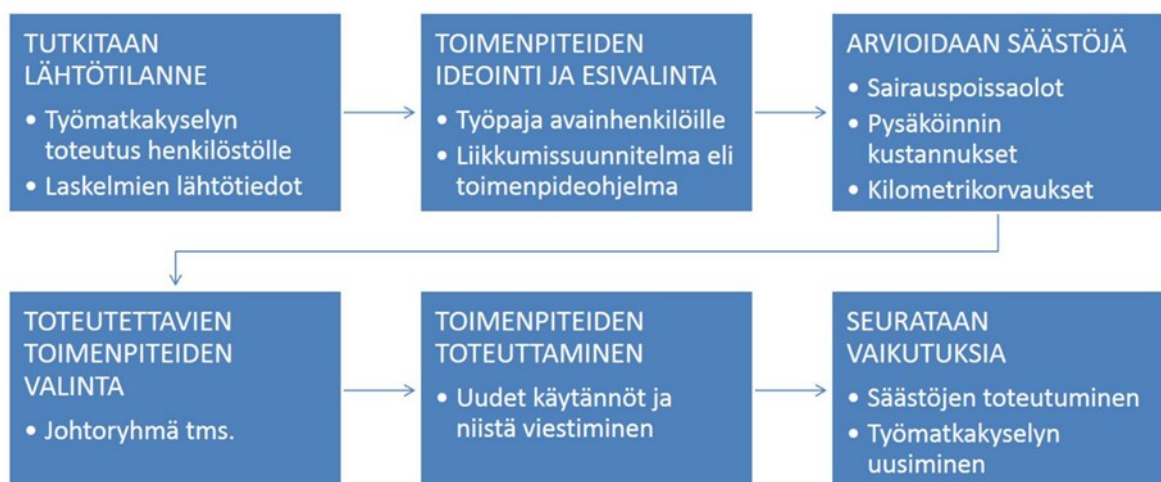 TUTKITAAN
LÄHTÖTILANNE
• Työmatkakyselyn
toteutus henkilöstölle
• Laskelmien lähtötiedot
TOIMENPITEIDEN
IDEOINTI JA ESIVALINTA
• Työpaja avainhenkilöille
• Liikkumissuunnitelma eli
toimenpideohjelma
ARVIOIDAAN SÄÄSTÖJÄ
• Sairauspoissaolot
• Pysäköinnin
kustannukset
• Kilometrikorvaukset
TOTEUTETTAVIEN
TOIMENPITEIDEN
VALINTA
• Johtoryhmä tms.
TOIMENPITEIDEN
TOTEUTTAMINEN
• Uudet käytännöt ja
niistä viestiminen
SEURATAAN
VAIKUTUKSIA
• Säästöjen toteutuminen
• Työmatkakyselyn
uusiminen